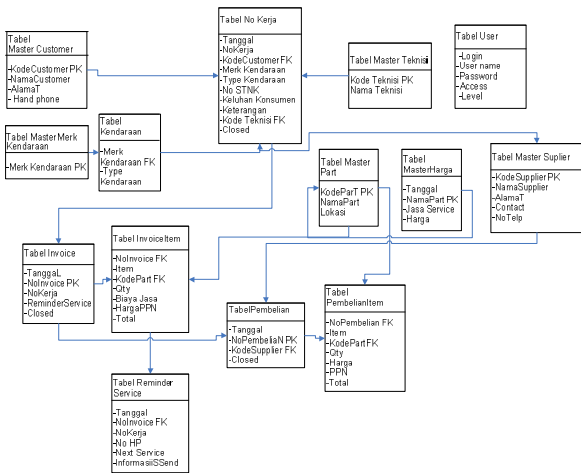 Tabel
Master Customer
-KodeCustomer PK
-NamaCustomer
-AlamaT
- Hand phone
Tabel No Kerja
-Tanggal
-NoKerja
-KodeCustomer FK
-Merk Kendaraan
-Type Kendaraan
-No STNK
-Keluhan Konsumen
-Keterangan
-Kode Teknisi FK
-Closed
Tabel Master Teknisi
Kode Teknisi PK
Nama Teknisi
Tabel User
-Login
-User name
-Password
-Access
-Level
Tabel MasterMerk
Kendaraan
-Merk Kendaraan PK
Tabel
Kendaraan
-Merk
Kendaraan FK
-Type
Kendaraan
Tabel Master
Part
-KodeParT PK
NamaPart
Lokasi
Tabel
MasterHarga
-Tanggal
-NamaPart PK
-Jasa Service
-Harga
Tabel Master Suplier
-KodeSupplier PK
-NamaSupplier
-AlamaT
-Contact
-NoTelp
Tabel Invoice
-TanggaL
-NoInvoice PK
-NoKerja
-ReminderService
-Closed
Tabel InvoiceItem
-NoInvoice FK
-Item
-KodePart FK
-Qty
-Biaya Jasa
-HargaPPN
-Total
TabelPembelian
-Tanggal
-NoPembeliaN PK
-KodeSupplier FK
-Closed
Tabel
PembelianItem
-NoPembelian FK
-Item
-KodePartFK
-Qty
-Harga
-PPN
-Total
Tabel Reminder
Service
-Tanggal
-NoInvoice FK
-NoKerja
-No HP
-Next Service
-InformasiiSSend